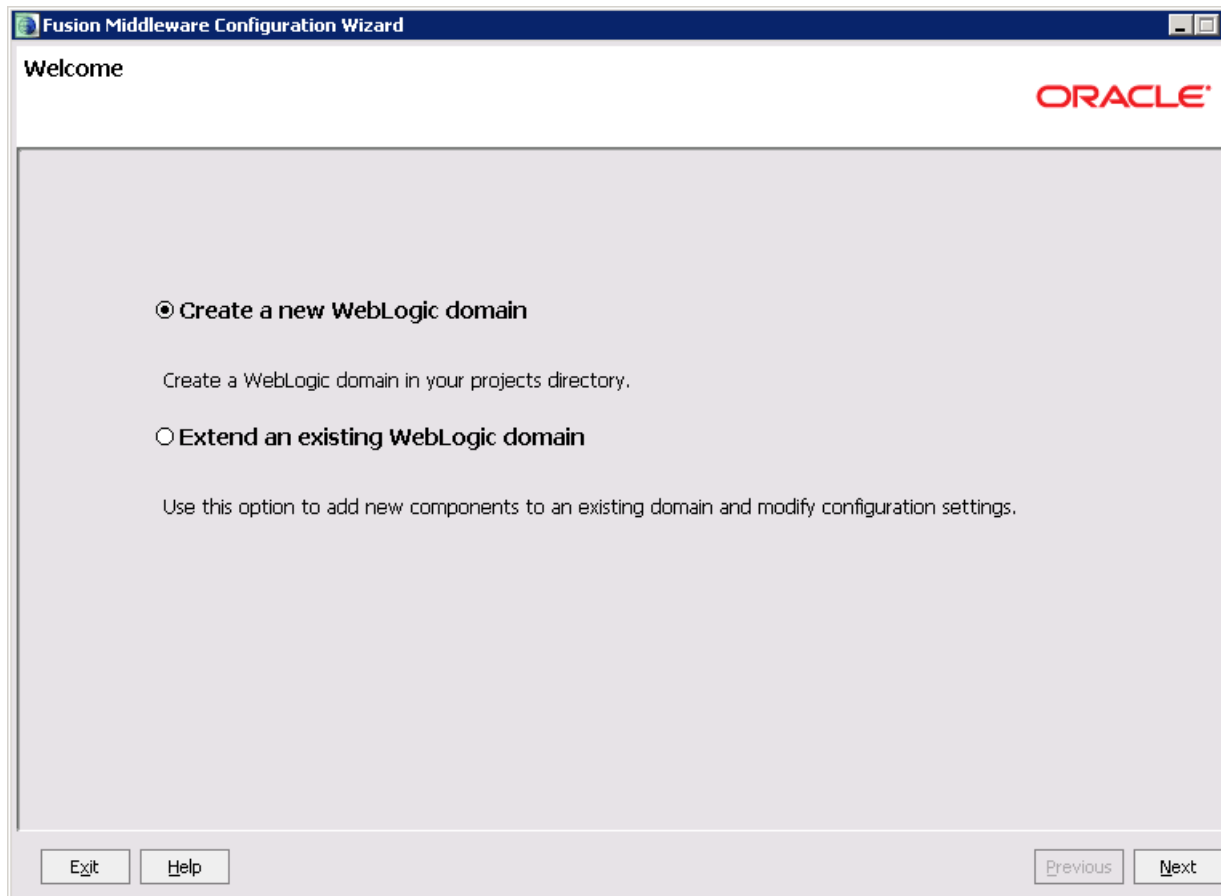 Fusion Middleware Configuration Wizard
Welcome
ORACLE
Create a new WebLogic domain
Create a WebLogic domain in your projects directory.
Extend an existing WebLogic domain
Use this option to add new components to an existing domain and modify configuration settings.
Exit Help Previous Next